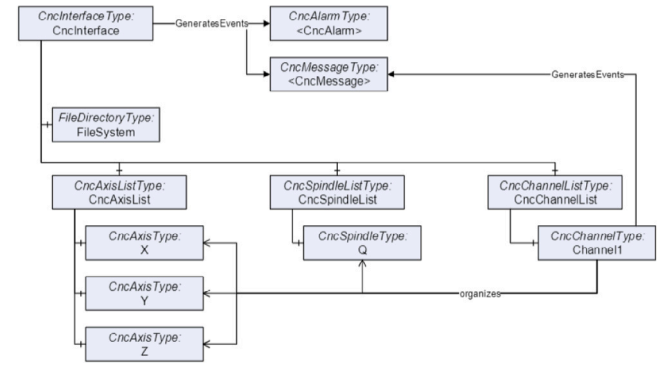 CncInterfaceType:
CncInterface
GeneratesEvents
CncAlarmType:
<CncAlarm>
CncMessageType:
<CncMessage>
GeneratesEvents
FileDirectoryType:
FileSystem
CncAxisListType:
CncAxisList
CncSpindleListType:
CncSpindleList
CncChannelListType:
CncChannelList
CncAxisType:
X
CncSpindleType:
Q
CncChannelType:
Channel1
CncAxisType:
Y
organizes
CncAxisType:
Z